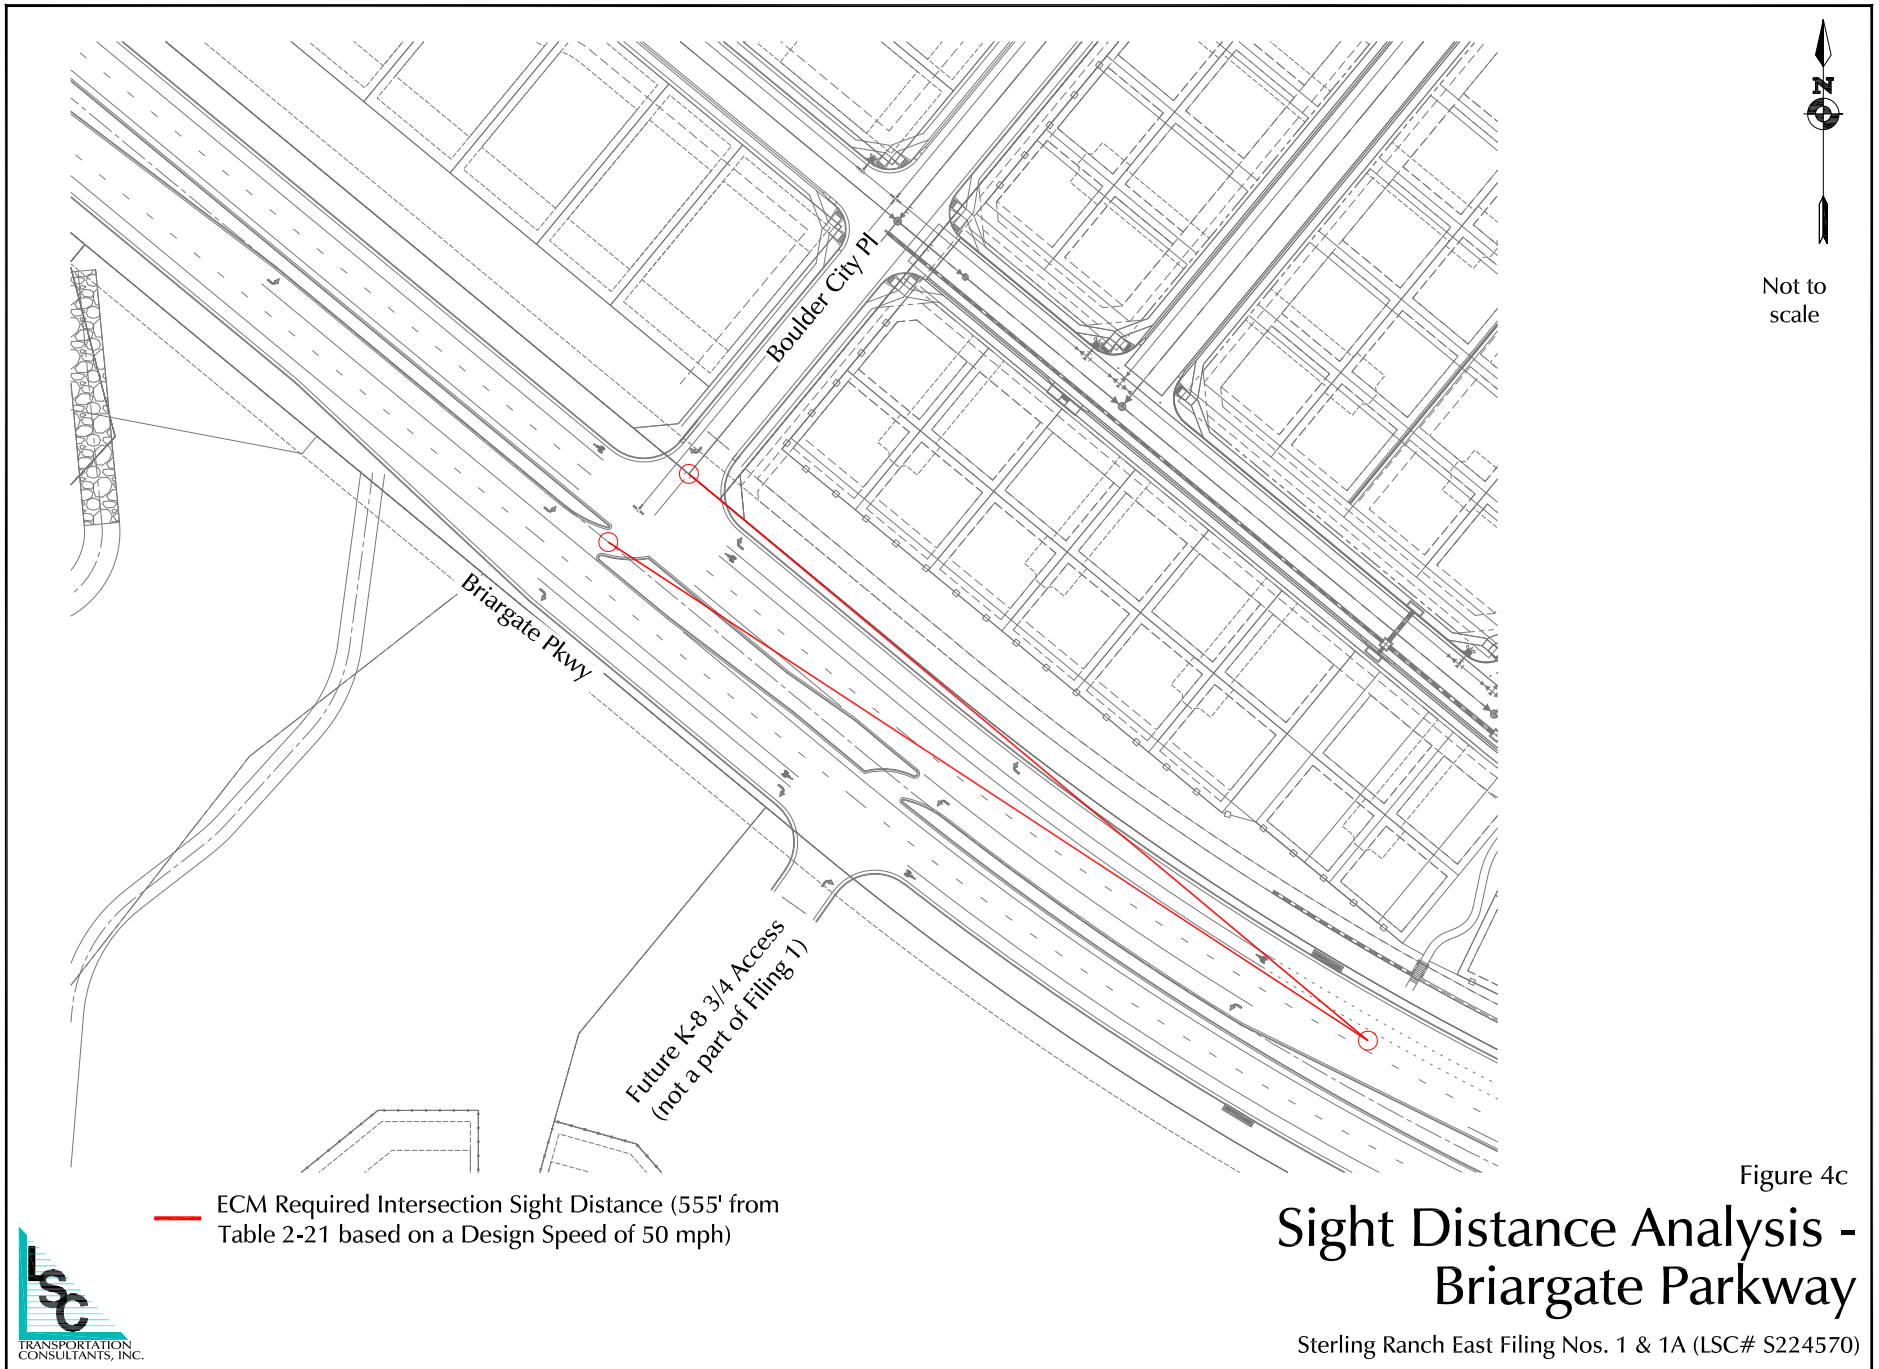 N
Not to
scale
Boulder City Pl
Briargate Pkwy
Future K-8 3/4 Access
(not a part of Filing 1)
ECM Required Intersection Sight Distance (555' from
Table 2-21 based on a Design Speed of 50 mph)
Figure 4c
Sight Distance Analysis -
Briargate Parkway
Sterling Ranch East Filing Nos. 1 & 1A (LSC# S224570)
LSC
TRANSPORTATION
CONSULTANTS, INC.